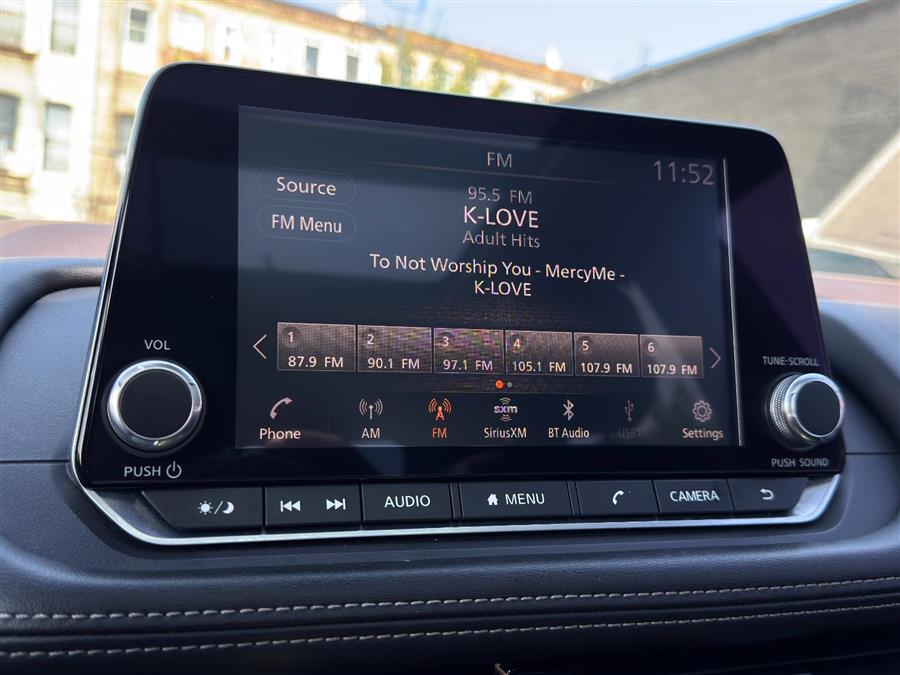 FM
11:52
Source
95.5 FM
K-LOVE
FM Menu
Adult Hits
To Not Worship You - MercyMe -
K-LOVE
1 2 3 4 5 6
87.9 FM 90.1 FM 97.1 FM 105.1 FM 107.9 FM 107.9 FM
VOL
TUNE·SCROLL
sxm
Phone AM FM SiriusXM BT Audio USB1 Settings
PUSH
PUSH SOUND
AUDIO MENU CAMERA